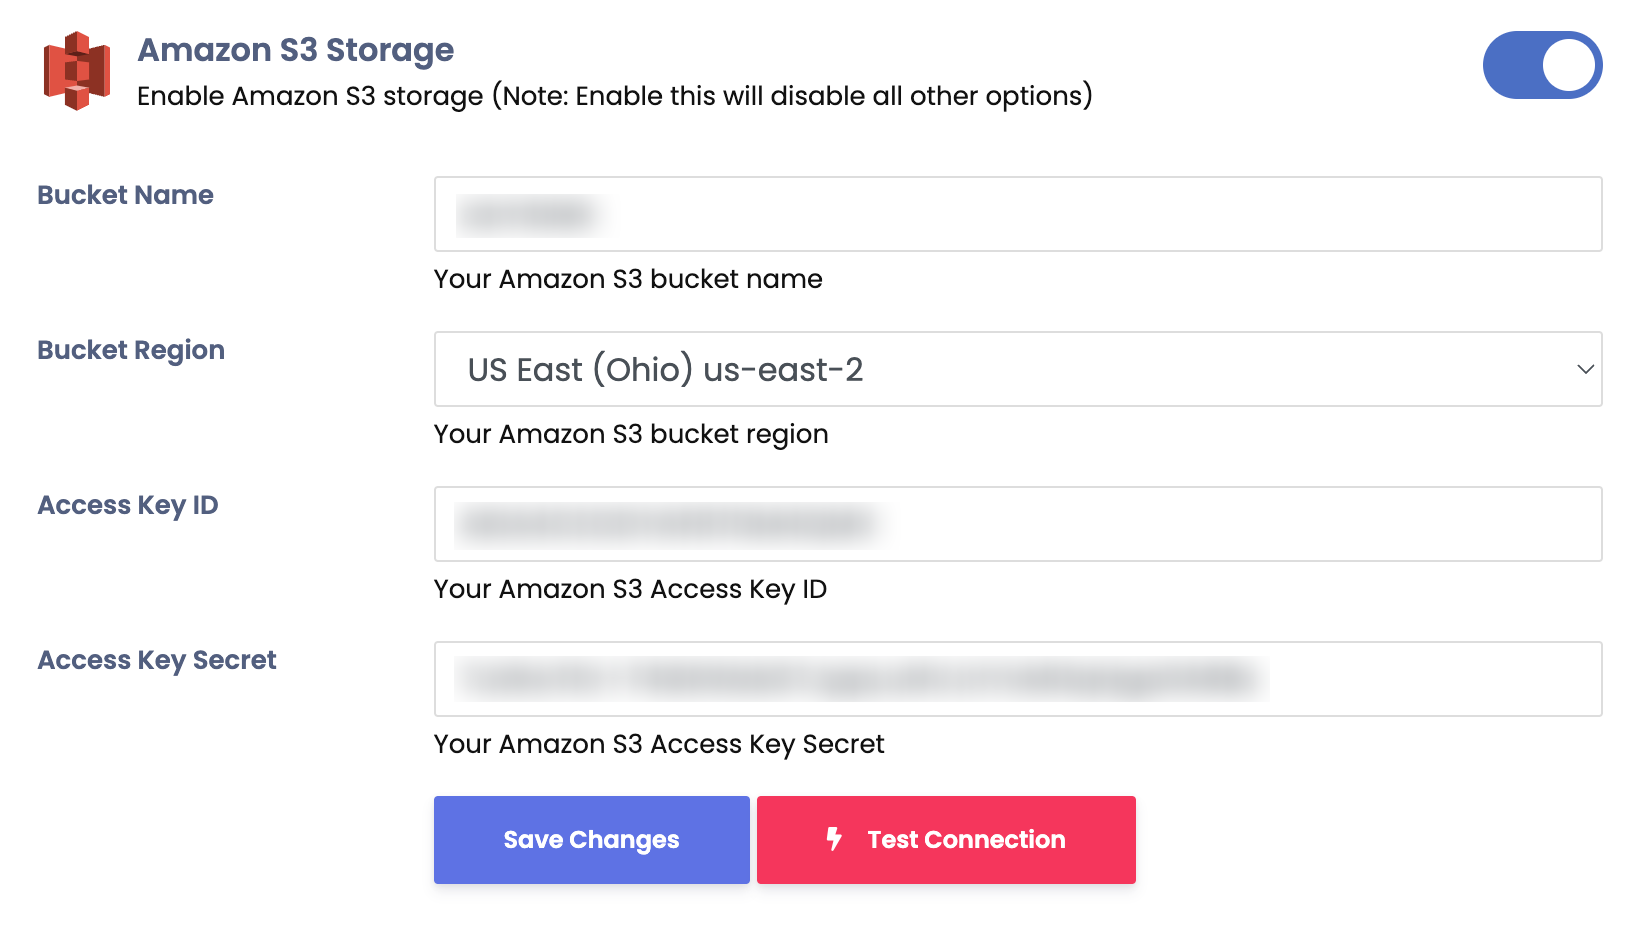 Amazon S3 Storage
Enable Amazon S3 storage (Note: Enable this will disable all other options)
Bucket Name
Your Amazon S3 bucket name
Bucket Region
US East (Ohio) us-east-2
Your Amazon S3 bucket region
Access Key ID
Your Amazon S3 Access Key ID
Access Key Secret
Your Amazon S3 Access Key Secret
Save Changes
Test Connection